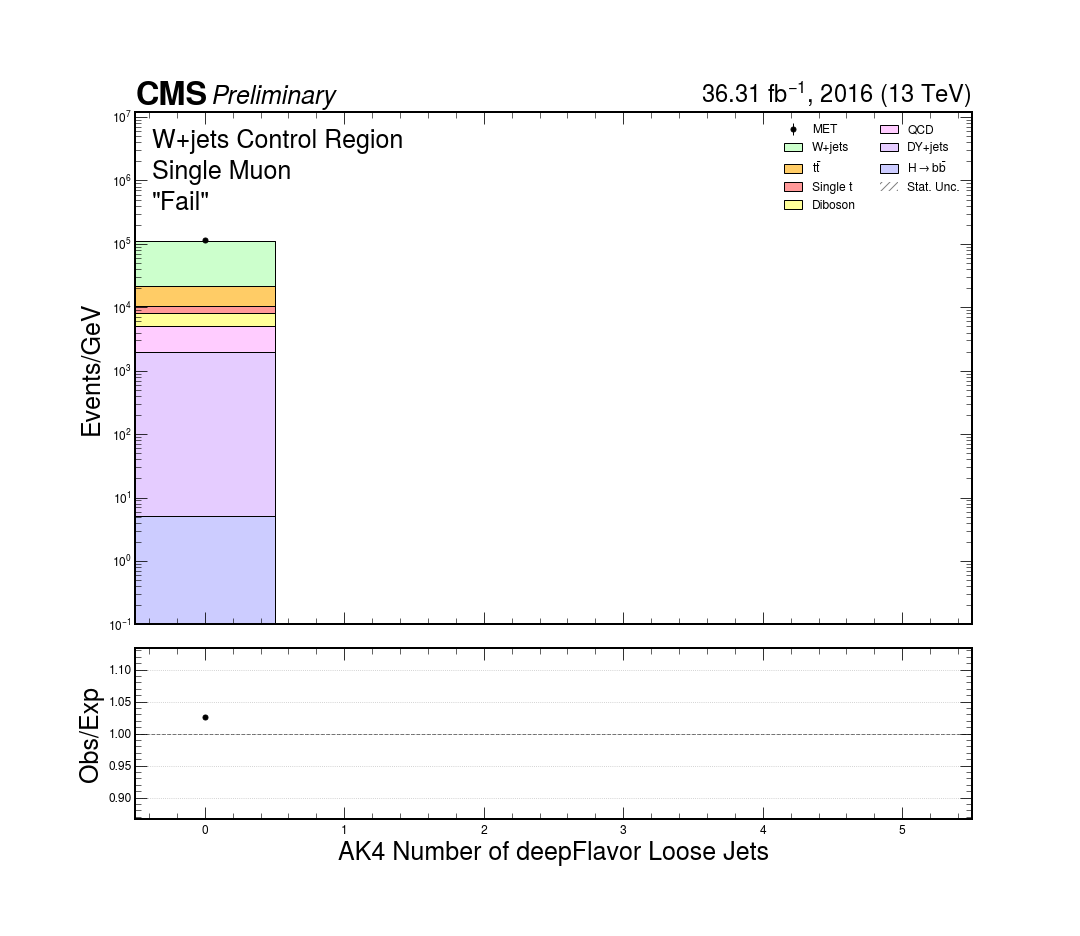 CMS Preliminary
36.31 fb⁻¹, 2016 (13 TeV)
W+jets Control Region
Single Muon
"Fail"
MET
W+jets
tt̄
Single t
Diboson
QCD
DY+jets
H→bb̄
Stat. Unc.
Events/GeV
10⁷
10⁶
10⁵
10⁴
10³
10²
10¹
10⁰
10⁻¹
Obs/Exp
1.10
1.05
1.00
0.95
0.90
0 1 2 3 4 5
AK4 Number of deepFlavor Loose Jets